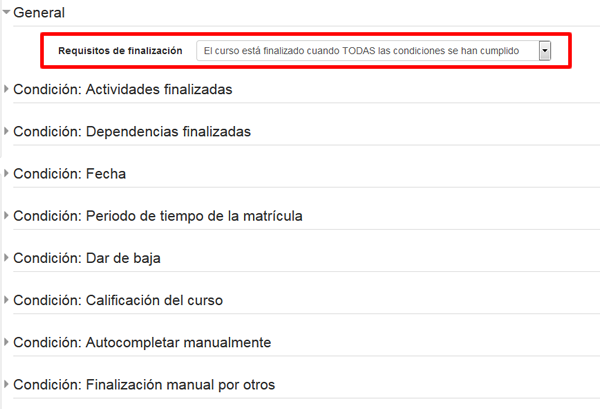 General
Requisitos de finalización El curso está finalizado cuando TODAS las condiciones se han cumplido
Condición: Actividades finalizadas
Condición: Dependencias finalizadas
Condición: Fecha
Condición: Periodo de tiempo de la matrícula
Condición: Dar de baja
Condición: Calificación del curso
Condición: Autocompletar manualmente
Condición: Finalización manual por otros